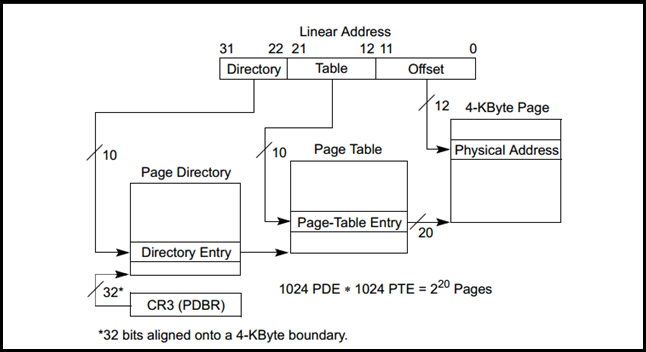 Linear Address
31 22 21 12 11 0
Directory Table Offset
12 4-KByte Page
10 10 Page Table Physical Address
Page Directory
Page-Table Entry
20
Directory Entry
32*
1024 PDE * 1024 PTE = 2²⁰ Pages
CR3 (PDBR)
*32 bits aligned onto a 4-KByte boundary.